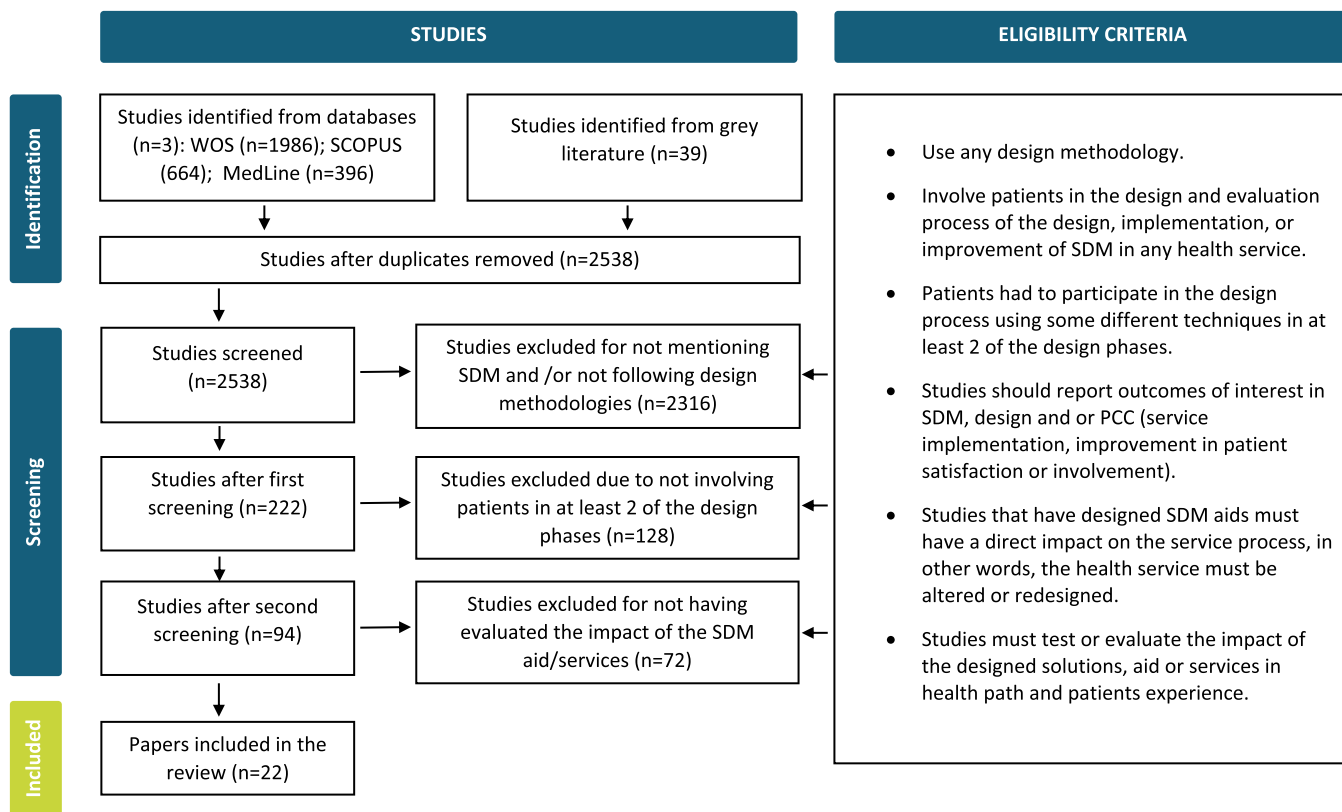 STUDIES
ELIGIBILITY CRITERIA
Identification
Studies identified from databases
(n=3): WOS (n=1986); SCOPUS
(664); MedLine (n=396)
Studies identified from grey
literature (n=39)
Studies after duplicates removed (n=2538)
Screening
Studies screened
(n=2538)
Studies excluded for not mentioning
SDM and /or not following design
methodologies (n=2316)
Studies after first
screening (n=222)
Studies excluded due to not involving
patients in at least 2 of the design
phases (n=128)
Studies after second
screening (n=94)
Studies excluded for not having
evaluated the impact of the SDM
aid/services (n=72)
Included
Papers included in the
review (n=22)
• Use any design methodology.
• Involve patients in the design and evaluation
process of the design, implementation, or
improvement of SDM in any health service.
• Patients had to participate in the design
process using some different techniques in at
least 2 of the design phases.
• Studies should report outcomes of interest in
SDM, design and or PCC (service
implementation, improvement in patient
satisfaction or involvement).
• Studies that have designed SDM aids must
have a direct impact on the service process, in
other words, the health service must be
altered or redesigned.
• Studies must test or evaluate the impact of
the designed solutions, aid or services in
health path and patients experience.